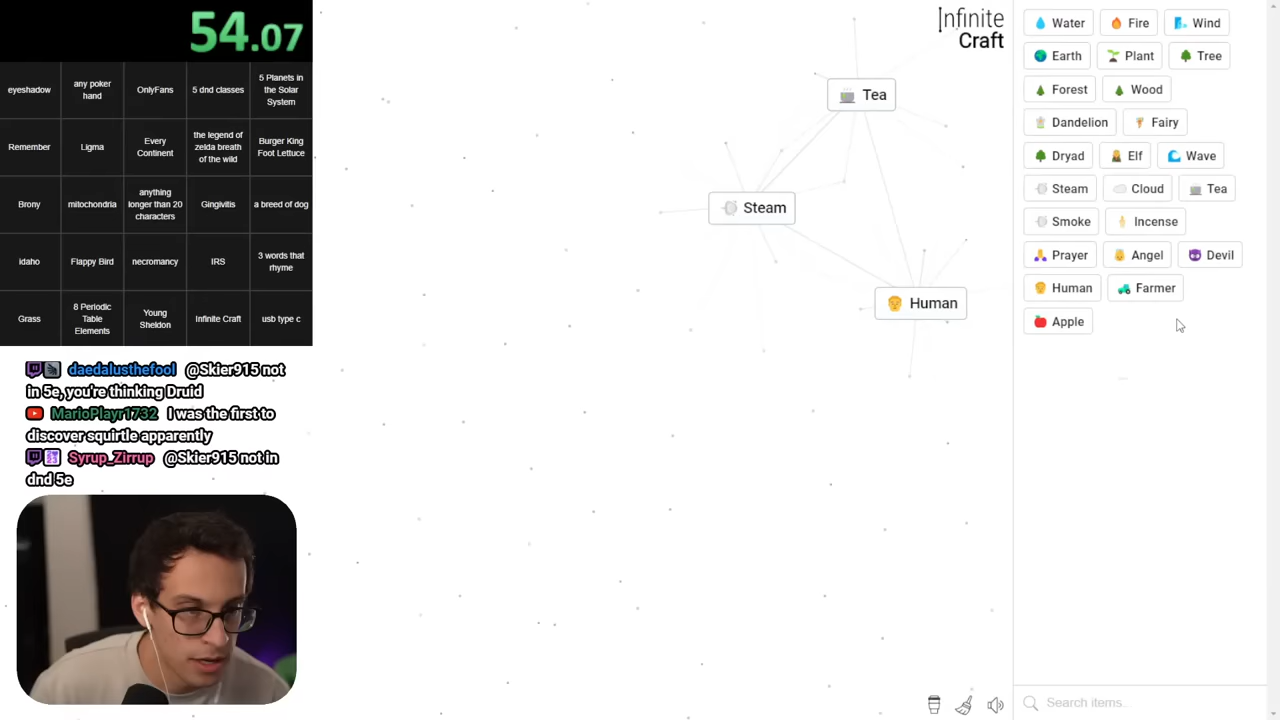 54.07
eyeshadow
any poker
hand
OnlyFans
5 dnd classes
5 Planets in
the Solar
System
Remember
Ligma
Every
Continent
the legend of
zelda breath
of the wild
Burger King
Foot Lettuce
Brony
mitochondria
anything
longer than 20
characters
Gingivitis
a breed of dog
idaho
Flappy Bird
necromancy
IRS
3 words that
rhyme
Grass
8 Periodic
Table
Elements
Young
Sheldon
Infinite Craft
usb type c
daedalusthefool @Skier915 not
in 5e, you're thinking Druid
MarioPlayr1732 I was the first to
discover squirtle apparently
Syrup_Zirrup @Skier915 not in
dnd 5e
Infinite
Craft
Tea
Steam
Human
Water Fire Wind
Earth Plant Tree
Forest Wood
Dandelion Fairy
Dryad Elf Wave
Steam Cloud Tea
Smoke Incense
Prayer Angel Devil
Human Farmer
Apple
Search items...